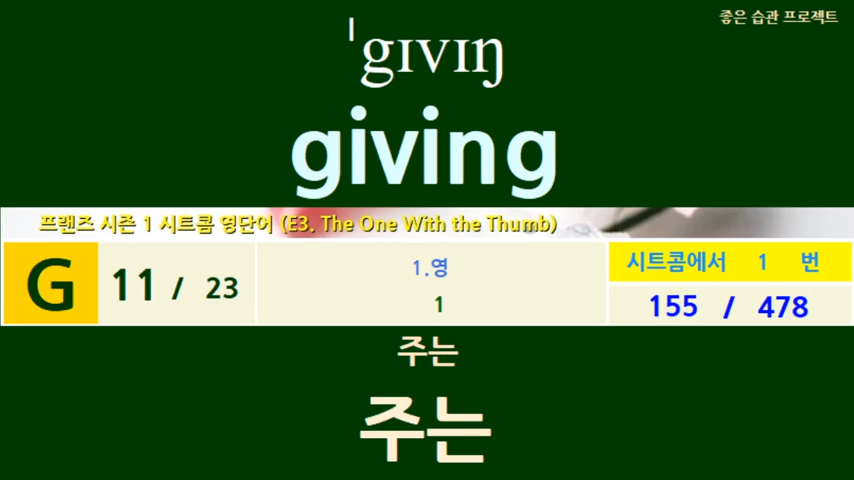 좋은 습관 프로젝트
ˈgɪvɪŋ
giving
프랜즈 시즌 1 시트콤 영단어 (E3. The One With the Thumb)
G 11 / 23
1.영
1
시트콤에서 1 번
155 / 478
주는
주는